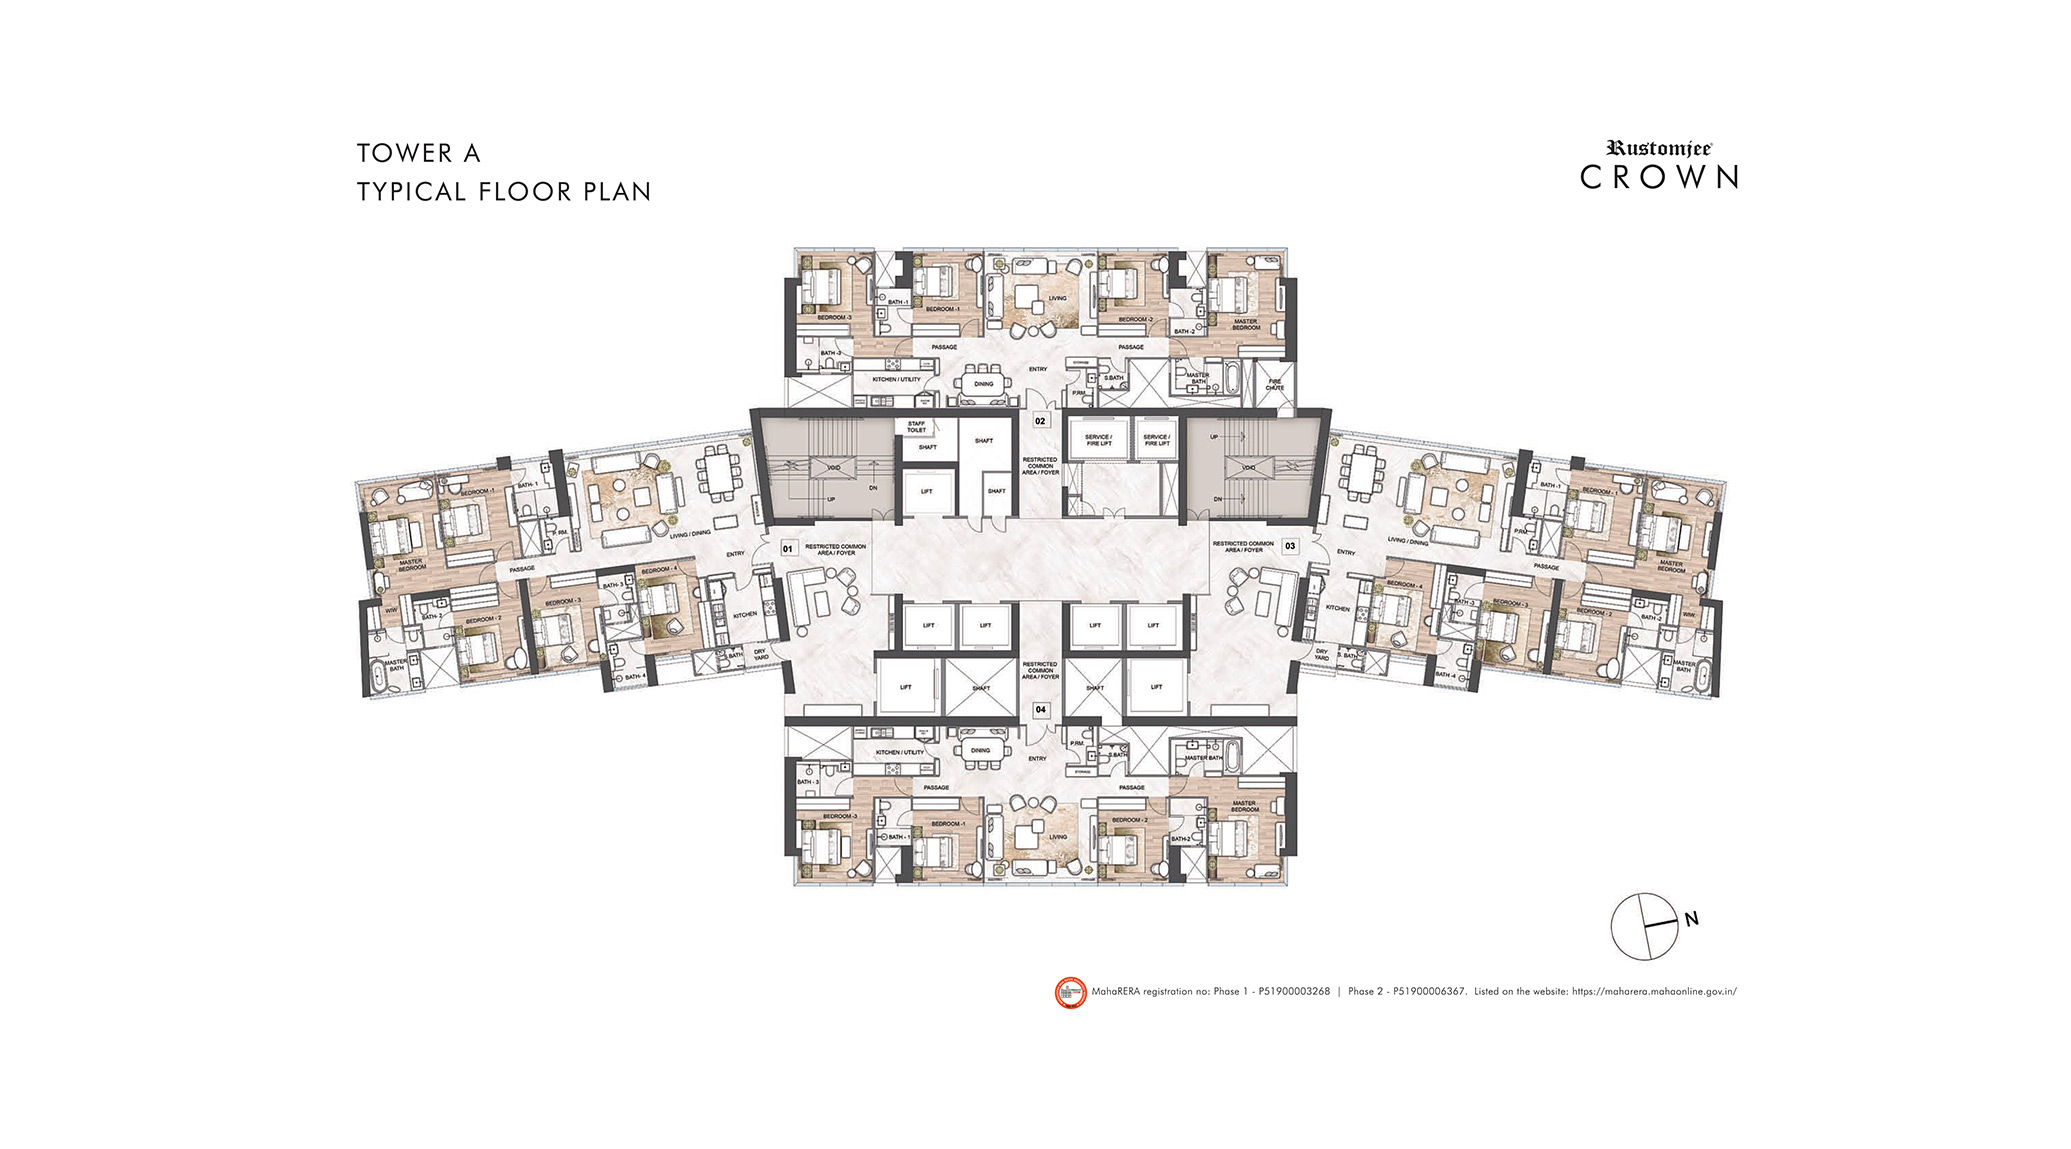 TOWER A
TYPICAL FLOOR PLAN
Rustomjee
CROWN
BATH -1
BEDROOM -3
BEDROOM -1
LIVING
BEDROOM -2
BATH -2
MASTER
BEDROOM
BATH -3
PASSAGE
PASSAGE
KITCHEN / UTILITY
DINING
ENTRY
STORAGE
P.RM.
S.BATH
MASTER
BATH
FIRE
CHUTE
02
STAFF
TOILET
SHAFT
SHAFT
SHAFT
LIFT
VOID
UP
DN
RESTRICTED
COMMON
AREA / FOYER
SERVICE /
FIRE LIFT
SERVICE /
FIRE LIFT
UP
VOID
DN
BEDROOM -1
BATH- 1
P. RM.
LIVING / DINING
ENTRY
MASTER
BEDROOM
PASSAGE
WIW
BATH- 2
BEDROOM - 2
BEDROOM - 3
BATH- 3
BEDROOM - 4
KITCHEN
MASTER
BATH
BATH- 4
S.BATH
DRY
YARD
01
RESTRICTED COMMON
AREA / FOYER
RESTRICTED COMMON
AREA / FOYER
03
LIFT
LIFT
LIFT
LIFT
LIFT
SHAFT
RESTRICTED
COMMON
AREA / FOYER
SHAFT
LIFT
04
ENTRY
LIVING / DINING
BATH -1
P.RM.
BEDROOM - 1
MASTER
BEDROOM
PASSAGE
KITCHEN
BEDROOM - 4
BATH -3
BEDROOM - 3
BEDROOM - 2
BATH -2
WIW
DRY
YARD
S. BATH
BATH -4
MASTER
BATH
KITCHEN / UTILITY
DINING
ENTRY
P.RM.
STORAGE
S.BATH
MASTER BATH
BATH - 3
PASSAGE
PASSAGE
BEDROOM -3
BATH - 1
BEDROOM -1
LIVING
BEDROOM - 2
BATH-2
MASTER
BEDROOM
N
MahaRERA registration no: Phase 1 - P51900003268 | Phase 2 - P51900006367. Listed on the website: https://maharera.mahaonline.gov.in/